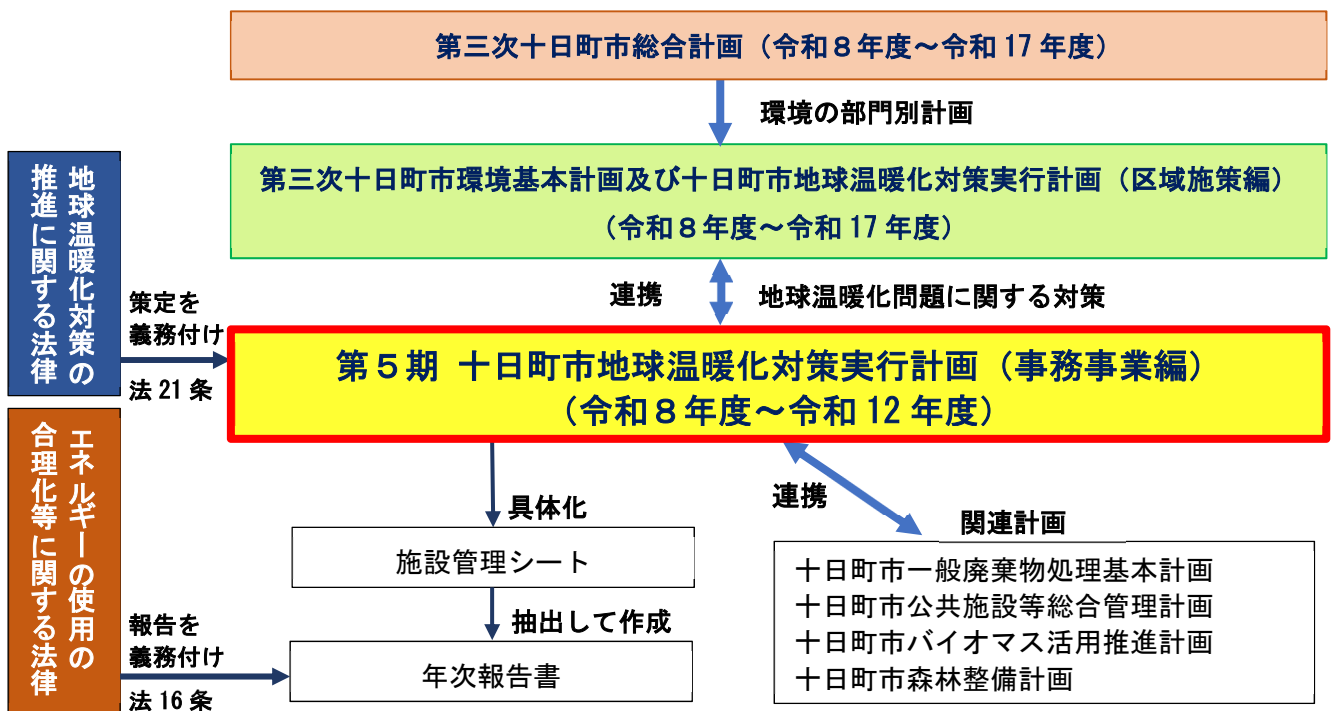 第三次十日町市総合計画（令和８年度～令和 17 年度）
環境の部門別計画
第三次十日町市環境基本計画及び十日町市地球温暖化対策実行計画（区域施策編）
（令和８年度～令和 17 年度）
地球温暖化対策の
推進に関する法律
連携
地球温暖化問題に関する対策
策定を
義務付け
法 21 条
第５期 十日町市地球温暖化対策実行計画（事務事業編）
（令和８年度～令和 12 年度）
エネルギーの使用の
合理化等に関する法律
具体化
連携
関連計画
施設管理シート
十日町市一般廃棄物処理基本計画
十日町市公共施設等総合管理計画
十日町市バイオマス活用推進計画
十日町市森林整備計画
抽出して作成
報告を
義務付け
法 16 条
年次報告書